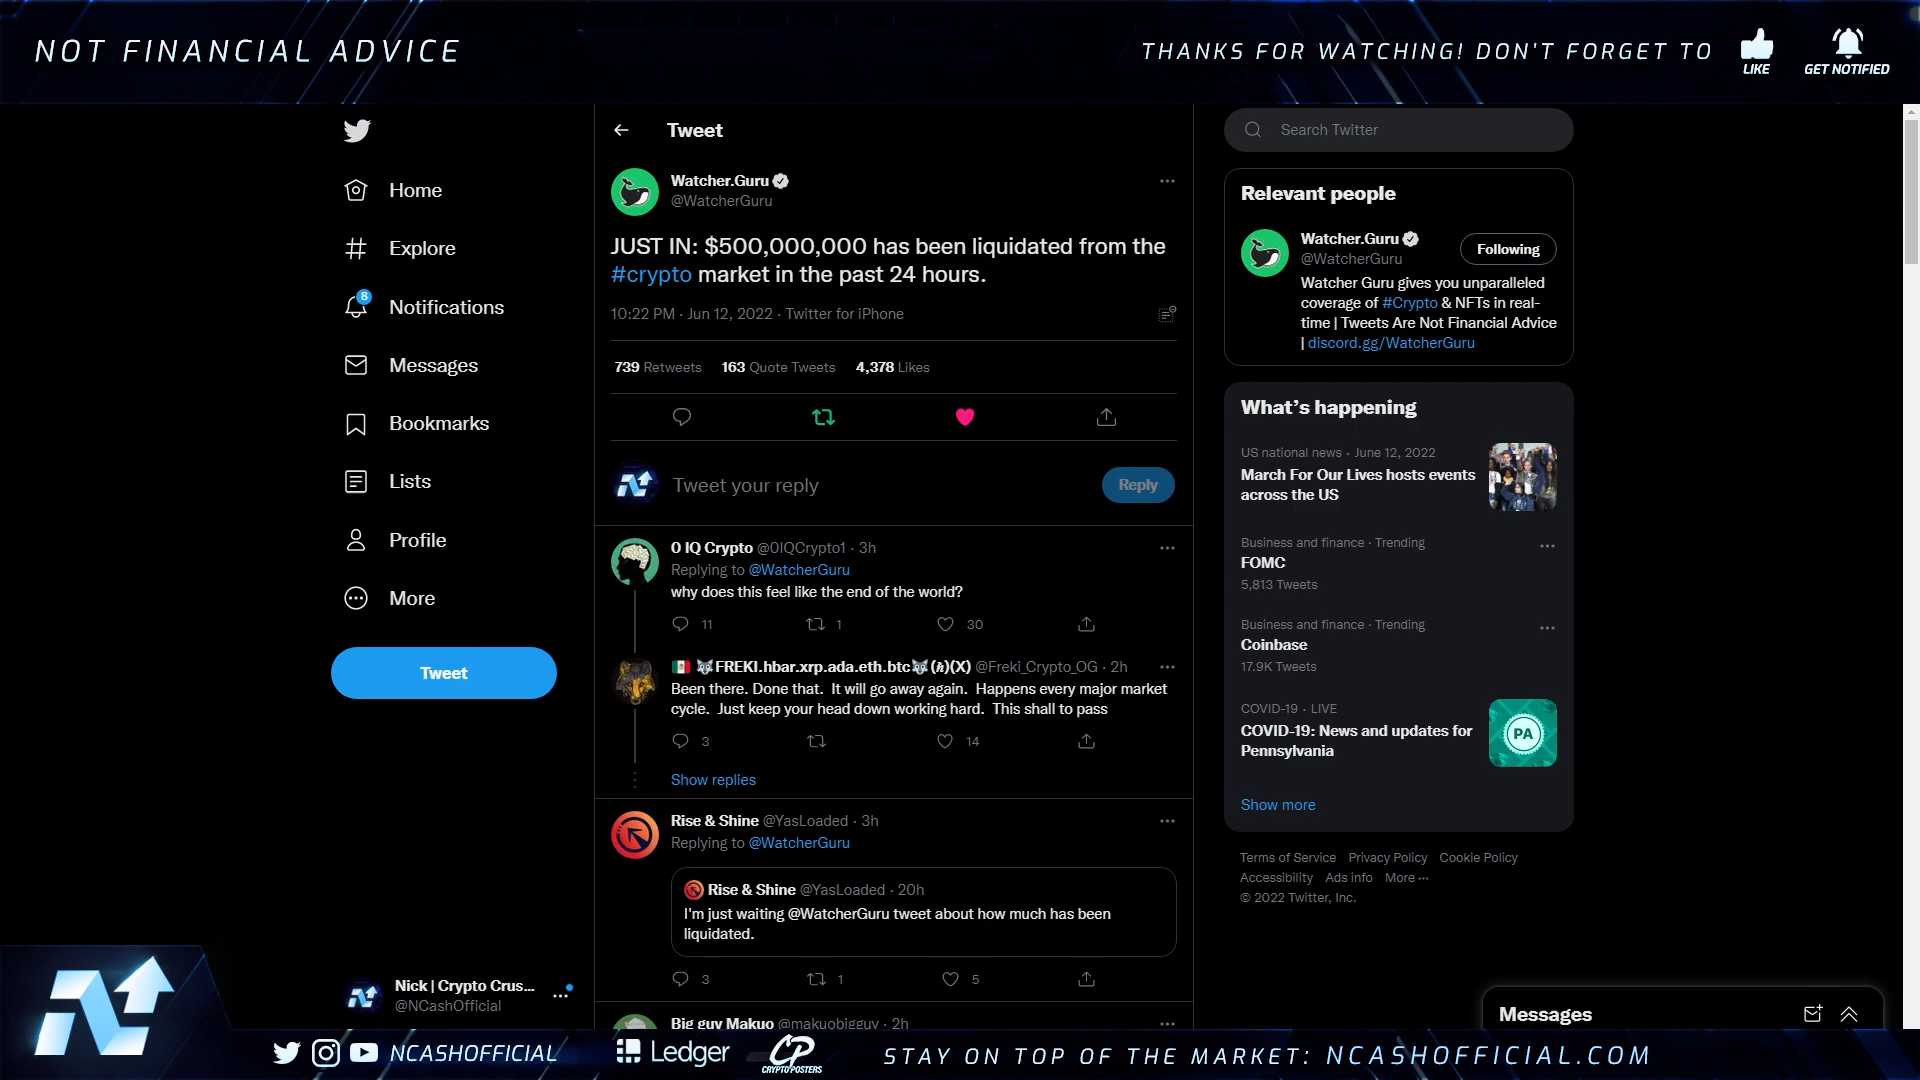 NOT FINANCIAL ADVICE
THANKS FOR WATCHING! DON'T FORGET TO
LIKE
GET NOTIFIED
Home
Explore
8
Notifications
Messages
Bookmarks
Lists
Profile
More
Tweet
Nick | Crypto Crus...
@NCashOfficial
Tweet
Watcher.Guru
@WatcherGuru
JUST IN: $500,000,000 has been liquidated from the
#crypto market in the past 24 hours.
10:22 PM · Jun 12, 2022 · Twitter for iPhone
739 Retweets 163 Quote Tweets 4,378 Likes
Tweet your reply
Reply
0 IQ Crypto @0IQCrypto1 · 3h
Replying to @WatcherGuru
why does this feel like the end of the world?
11 1 30
🇲🇽 🐺FREKI.hbar.xrp.ada.eth.btc🐺(ℏ)(X) @Freki_Crypto_OG · 2h
Been there. Done that. It will go away again. Happens every major market
cycle. Just keep your head down working hard. This shall to pass
3 14
Show replies
Rise & Shine @YasLoaded · 3h
Replying to @WatcherGuru
Rise & Shine @YasLoaded · 20h
I'm just waiting @WatcherGuru tweet about how much has been
liquidated.
3 1 5
Big guy Makuo @makuobigguy · 2h
Search Twitter
Relevant people
Watcher.Guru
@WatcherGuru
Following
Watcher Guru gives you unparalleled
coverage of #Crypto & NFTs in real-
time | Tweets Are Not Financial Advice
| discord.gg/WatcherGuru
What's happening
US national news · June 12, 2022
March For Our Lives hosts events
across the US
Business and finance · Trending
FOMC
5,813 Tweets
Business and finance · Trending
Coinbase
17.9K Tweets
COVID-19 · LIVE
COVID-19: News and updates for
Pennsylvania
PA
Show more
Terms of Service Privacy Policy Cookie Policy
Accessibility Ads info More ···
© 2022 Twitter, Inc.
Messages
NCASHOFFICIAL
Ledger
CP
CRYPTO POSTERS
STAY ON TOP OF THE MARKET: NCASHOFFICIAL.COM